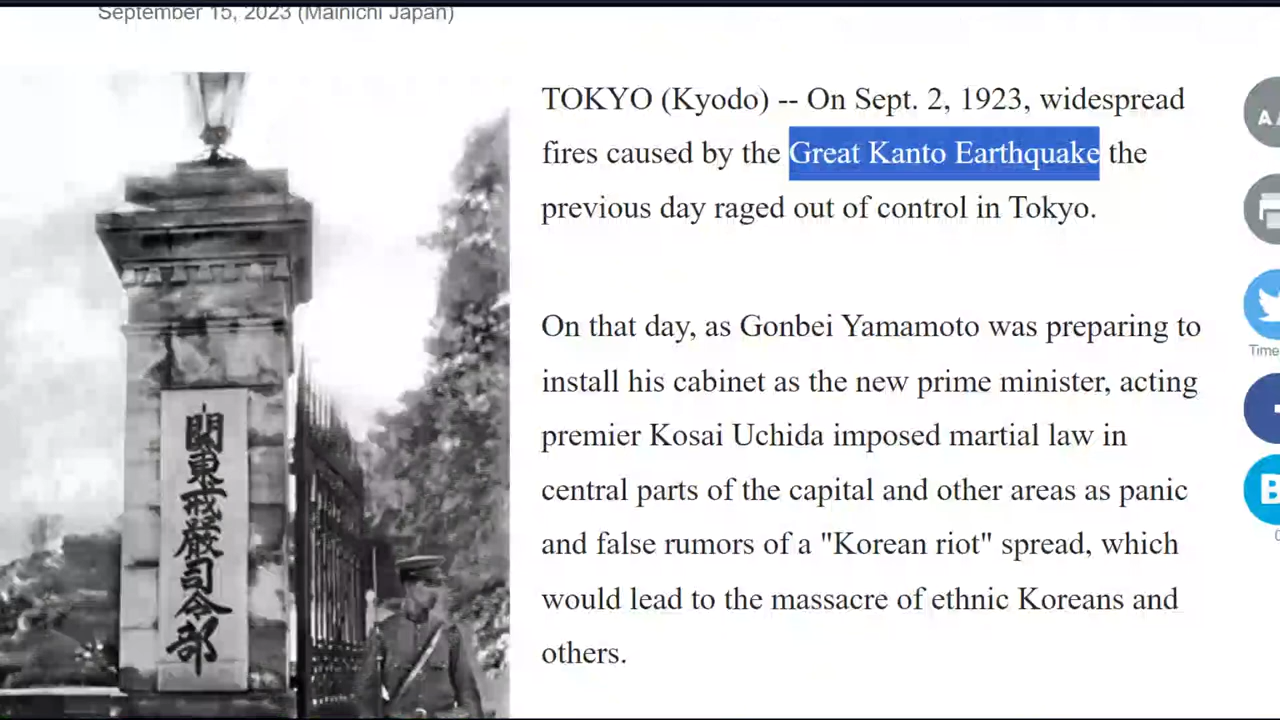 September 15, 2023 (Mainichi Japan)
TOKYO (Kyodo) -- On Sept. 2, 1923, widespread
fires caused by the Great Kanto Earthquake the
previous day raged out of control in Tokyo.
On that day, as Gonbei Yamamoto was preparing to
install his cabinet as the new prime minister, acting
premier Kosai Uchida imposed martial law in
central parts of the capital and other areas as panic
and false rumors of a "Korean riot" spread, which
would lead to the massacre of ethnic Koreans and
others.
關東戒嚴司令部
A
Time
B